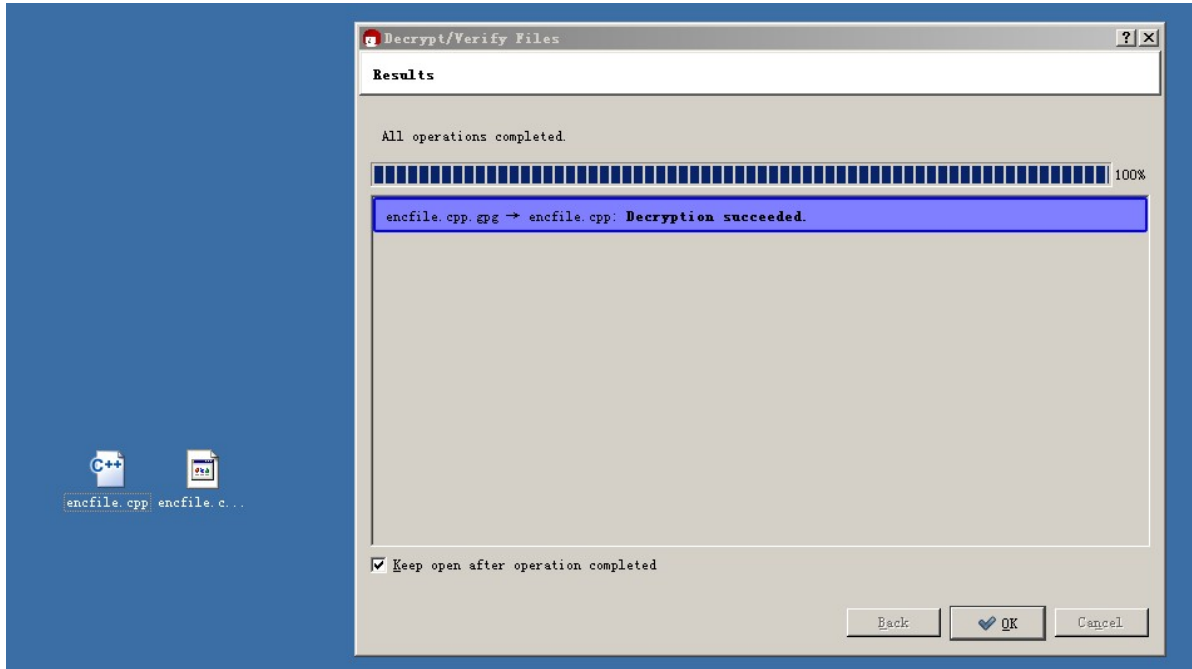 Decrypt/Verify Files
Results
All operations completed.
100%
encfile.cpp.gpg → encfile.cpp: Decryption succeeded.
C++
encfile.cpp encfile.c...
Keep open after operation completed
Back OK Cancel